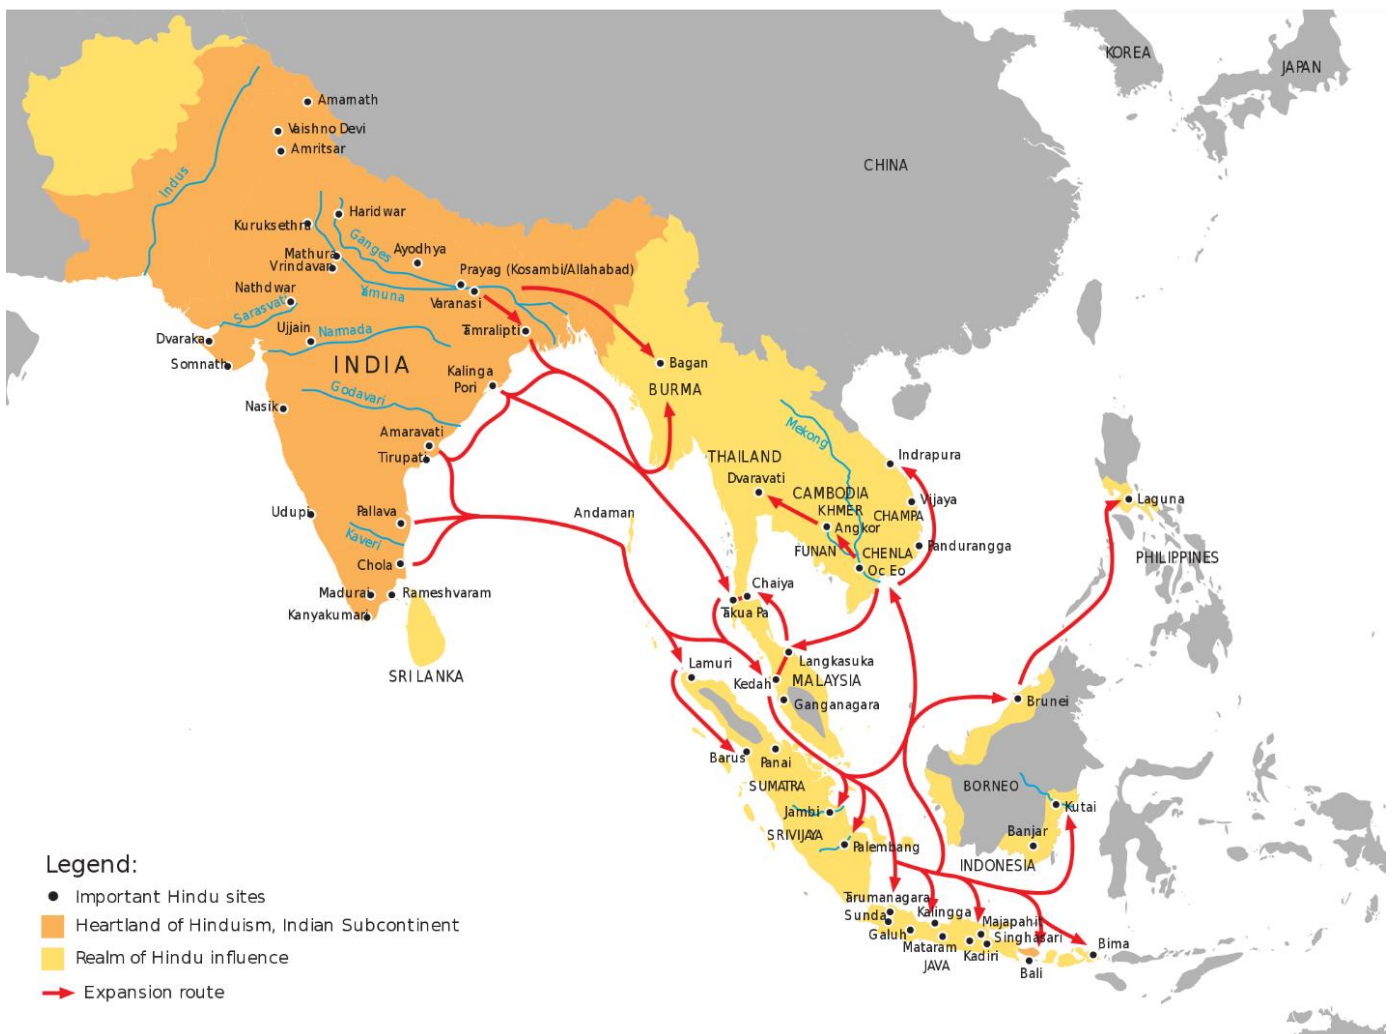 KOREA
JAPAN
Amarnath
Vaishno Devi
Amritsar
CHINA
Indus
Haridwar
Kuruksethra
Ganges
Ayodhya
Mathura
Vrindavan
Prayag (Kosambi/Allahabad)
Nathdwar
Yamuna
Varanasi
Sarasvati
Ujjain
Narmada
Tamralipti
Dvaraka
Somnath
INDIA
Kalinga
Pori
Bagan
BURMA
Godavari
Nasik
Mekong
Amaravati
Tirupati
THAILAND
Indrapura
Dvaravati
CAMBODIA
KHMER
Vijaya
CHAMPA
Laguna
Udupi
Pallava
Andaman
Angkor
Kaveri
FUNAN
CHENLA
Pandurangga
PHILIPPINES
Chola
Oc Eo
Chaiya
Madurai
Rameshvaram
Takua Pa
Kanyakumari
Langkasuka
SRI LANKA
Lamuri
Kedah
MALAYSIA
Ganganagara
Brunei
Barus
Panai
SUMATRA
BORNEO
Kutai
Jambi
SRIVIJAYA
Palembang
Banjar
INDONESIA
Tarumanagara
Sunda
Kalingga
Majapahit
Galuh
Mataram
Singhasari
Kadiri
Bima
JAVA
Bali
Legend:
Important Hindu sites
Heartland of Hinduism, Indian Subcontinent
Realm of Hindu influence
Expansion route